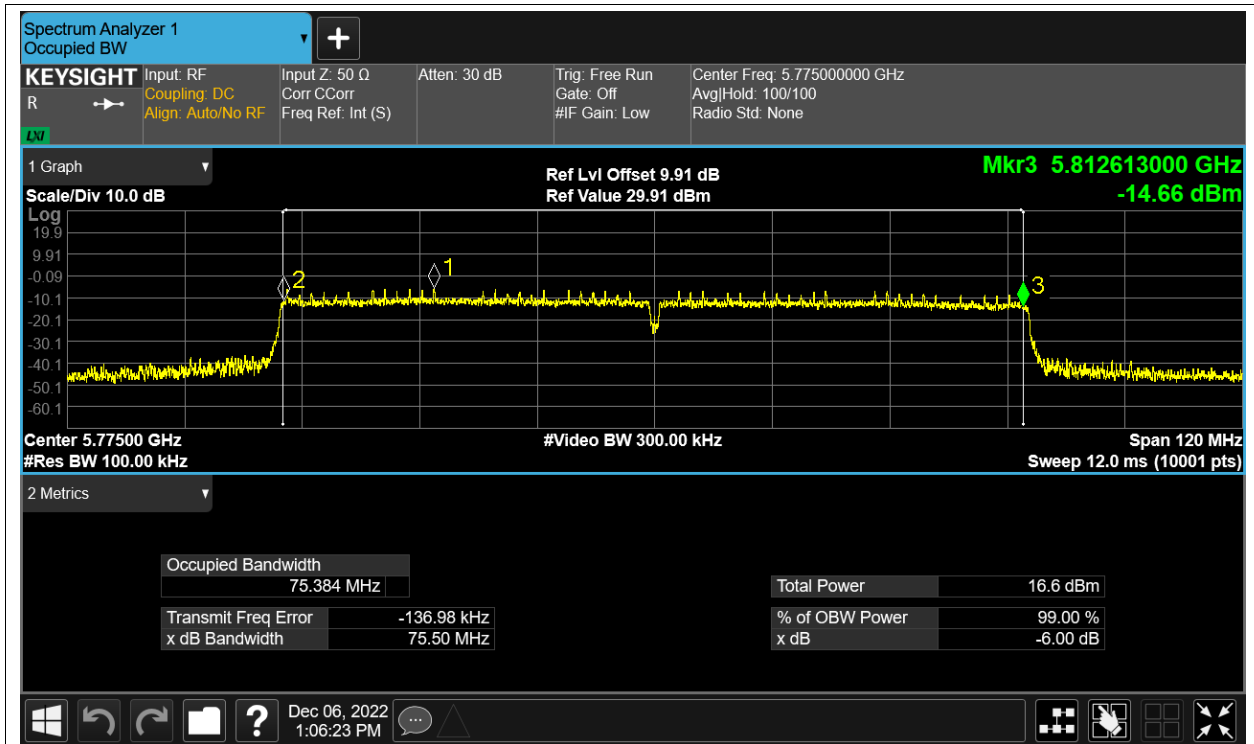 Spectrum Analyzer 1
Occupied BW
KEYSIGHT
R
LXI
Input: RF
Coupling: DC
Align: Auto/No RF
Input Z: 50 Ω
Corr CCorr
Freq Ref: Int (S)
Atten: 30 dB
Trig: Free Run
Gate: Off
#IF Gain: Low
Center Freq: 5.775000000 GHz
Avg|Hold: 100/100
Radio Std: None
1 Graph
Scale/Div 10.0 dB
Ref Lvl Offset 9.91 dB
Ref Value 29.91 dBm
Mkr3 5.812613000 GHz
-14.66 dBm
Log
19.9
9.91
-0.09
-10.1
-20.1
-30.1
-40.1
-50.1
-60.1
2
1
3
Center 5.77500 GHz
#Res BW 100.00 kHz
#Video BW 300.00 kHz
Span 120 MHz
Sweep 12.0 ms (10001 pts)
2 Metrics
Occupied Bandwidth
75.384 MHz
Transmit Freq Error -136.98 kHz
x dB Bandwidth 75.50 MHz
Total Power 16.6 dBm
% of OBW Power 99.00 %
x dB -6.00 dB
?
Dec 06, 2022
1:06:23 PM